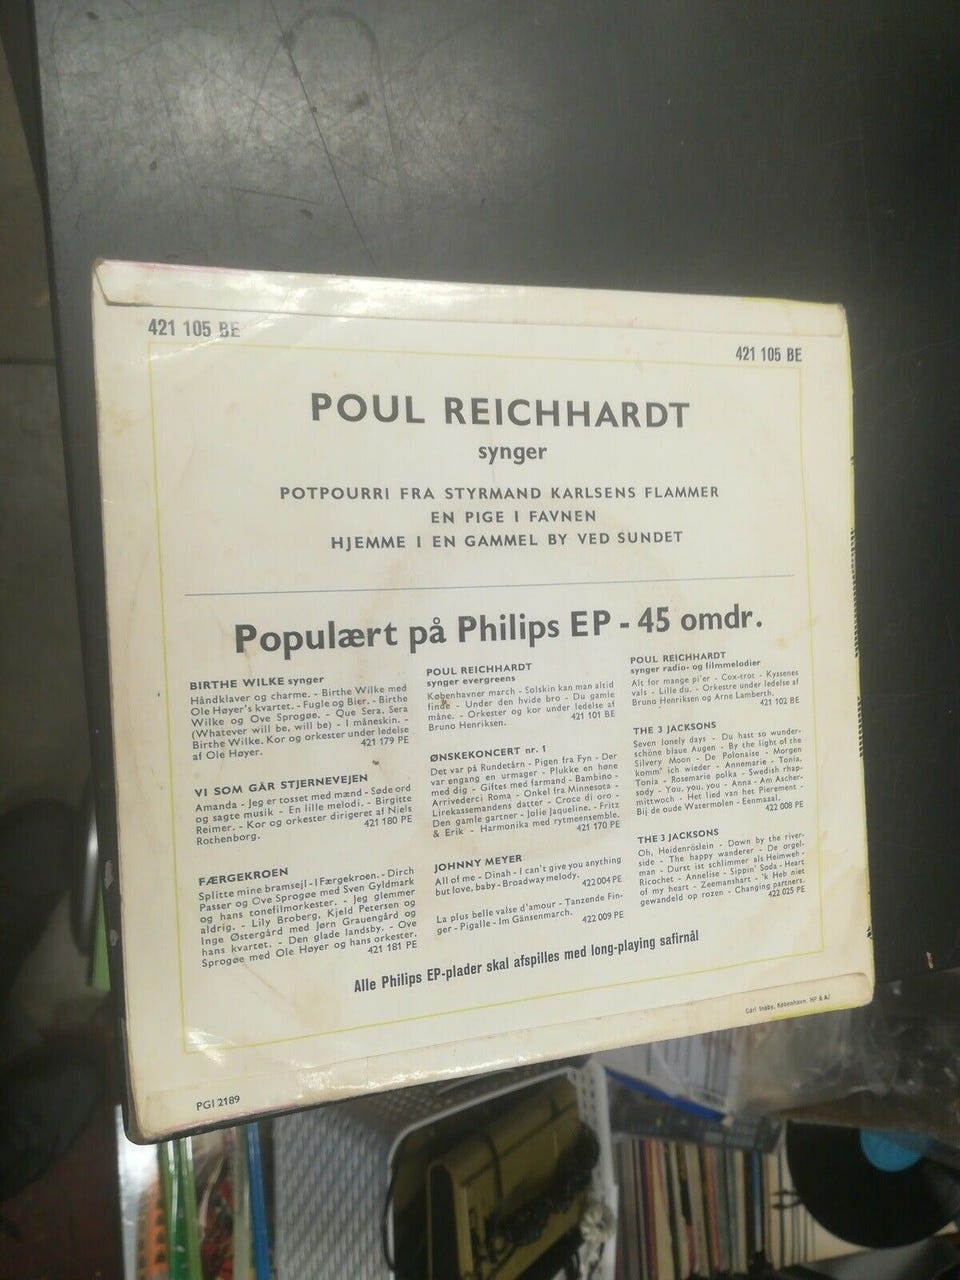 421 105 BE
421 105 BE
POUL REICHHARDT
synger
POTPOURRI FRA STYRMAND KARLSENS FLAMMER
EN PIGE I FAVNEN
HJEMME I EN GAMMEL BY VED SUNDET
Populært på Philips EP - 45 omdr.
BIRTHE WILKE synger
Håndklaver og charme. - Birthe Wilke med
Ole Høyer's kvartet. - Fugle og Bier. - Birthe
Wilke og Ove Sprogøe. - Que Sera, Sera
(Whatever will be, will be) - I måneskin. -
Birthe Wilke. Kor og orkester under ledelse
af Ole Høyer. 421 179 PE
VI SOM GÅR STJERNEVEJEN
Amanda - Jeg er tosset med mænd - Søde ord
og sagte musik - En lille melodi. - Birgitte
Reimer. - Kor og orkester dirigeret af Niels
Rothenborg. 421 180 PE
FÆRGEKROEN
Splitte mine bramsejl - I Færgekroen. - Dirch
Passer og Ove Sprogøe med Sven Gyldmark
og hans tonefilmorkester. - Jeg glemmer
aldrig. - Lily Broberg, Kjeld Petersen og
Inge Østergård med Jørn Grauengård og
hans kvartet. - Den glade landsby. - Ove
Sprogøe med Ole Høyer og hans orkester.
421 181 PE
POUL REICHHARDT
synger evergreens
Københavner march - Solskin kan man altid
finde - Under den hvide bro - Du gamle
måne. - Orkester og kor under ledelse af
Bruno Henriksen. 421 101 BE
ØNSKEKONCERT nr. 1
Det var på Rundetårn - Pigen fra Fyn - Der
var engang en urmager - Plukke en høne
med dig - Giftes med farmand - Bambino -
Arrivederci Roma - Onkel fra Minnesota -
Lirekassemandens datter - Croce di oro -
Den gamle gartner - Jolie Jaqueline. - Fritz
& Erik - Harmonika med rytmeensemble.
421 170 PE
JOHNNY MEYER
All of me - Dinah - I can't give you anything
but love, baby - Broadway melody.
422 004 PE
La plus belle valse d'amour - Tanzende Fin-
ger - Pigalle - Im Gänsenmarch.
422 009 PE
POUL REICHHARDT
synger radio- og filmmelodier
Alt for mange pi'er - Cox-trot - Kyssenes
vals - Lille du. - Orkestre under ledelse af
Bruno Henriksen og Arne Lamberth.
421 102 BE
THE 3 JACKSONS
Seven lonely days - Du hast so wunder-
schöne blaue Augen - By the light of the
Silvery Moon - De Polonaise - Morgen
komm' ich wieder - Annemarie - Tonia,
Tonia - Rosemarie polka - Swedish rhap-
sody - You, you, you - Anna - Am Ascher-
mittwoch - Het lied van het Pierement -
Bij de oude Watermolen - Eenmaaal.
422 008 PE
THE 3 JACKSONS
Oh, Heidenröslein - Down by the river-
side - The happy wanderer - De orgel-
man - Durst ist schlimmer als Heimweh -
Ricochet - Annelise - Sippin' Soda - Heart
of my heart - Zeemanshart - 'k Heb niet
gewandeld op rozen - Changing partners.
422 025 PE
Alle Philips EP-plader skal afspilles med long-playing safirnål
København. HP & AJ
PGI 2189